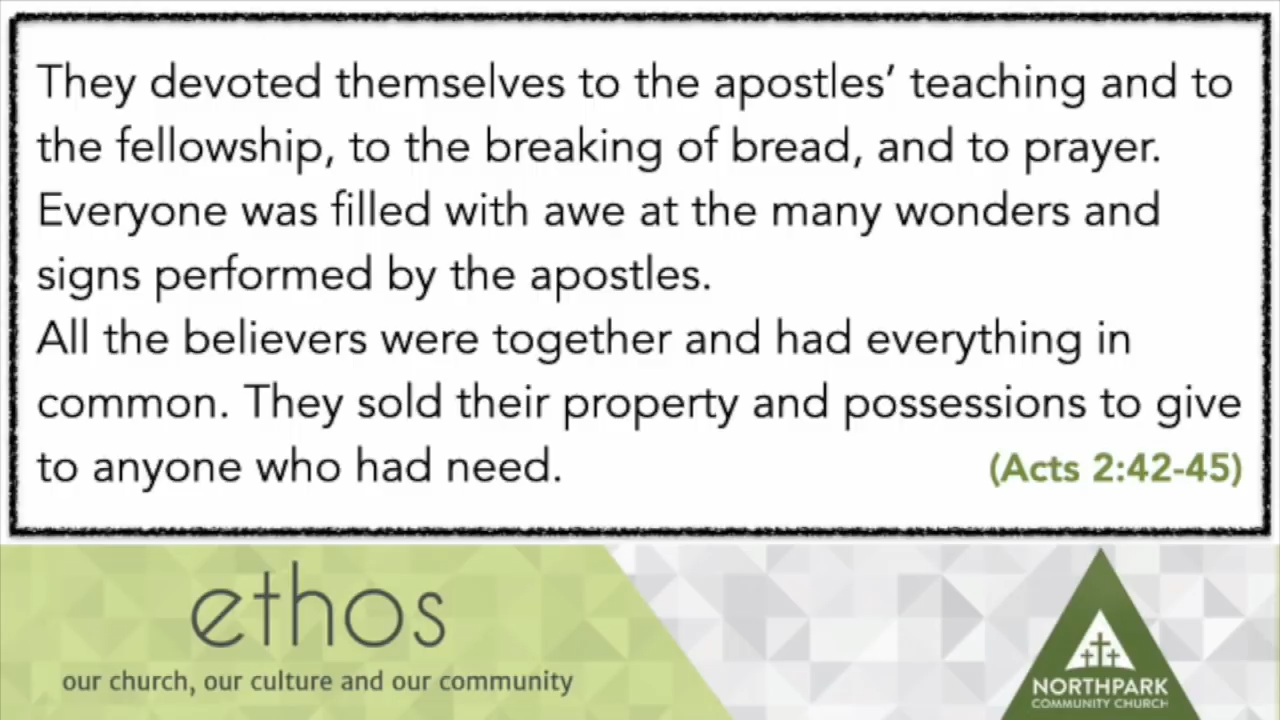 They devoted themselves to the apostles’ teaching and to
the fellowship, to the breaking of bread, and to prayer.
Everyone was filled with awe at the many wonders and
signs performed by the apostles.
All the believers were together and had everything in
common. They sold their property and possessions to give
to anyone who had need. (Acts 2:42-45)
ethos
our church, our culture and our community
NORTHPARK
COMMUNITY CHURCH